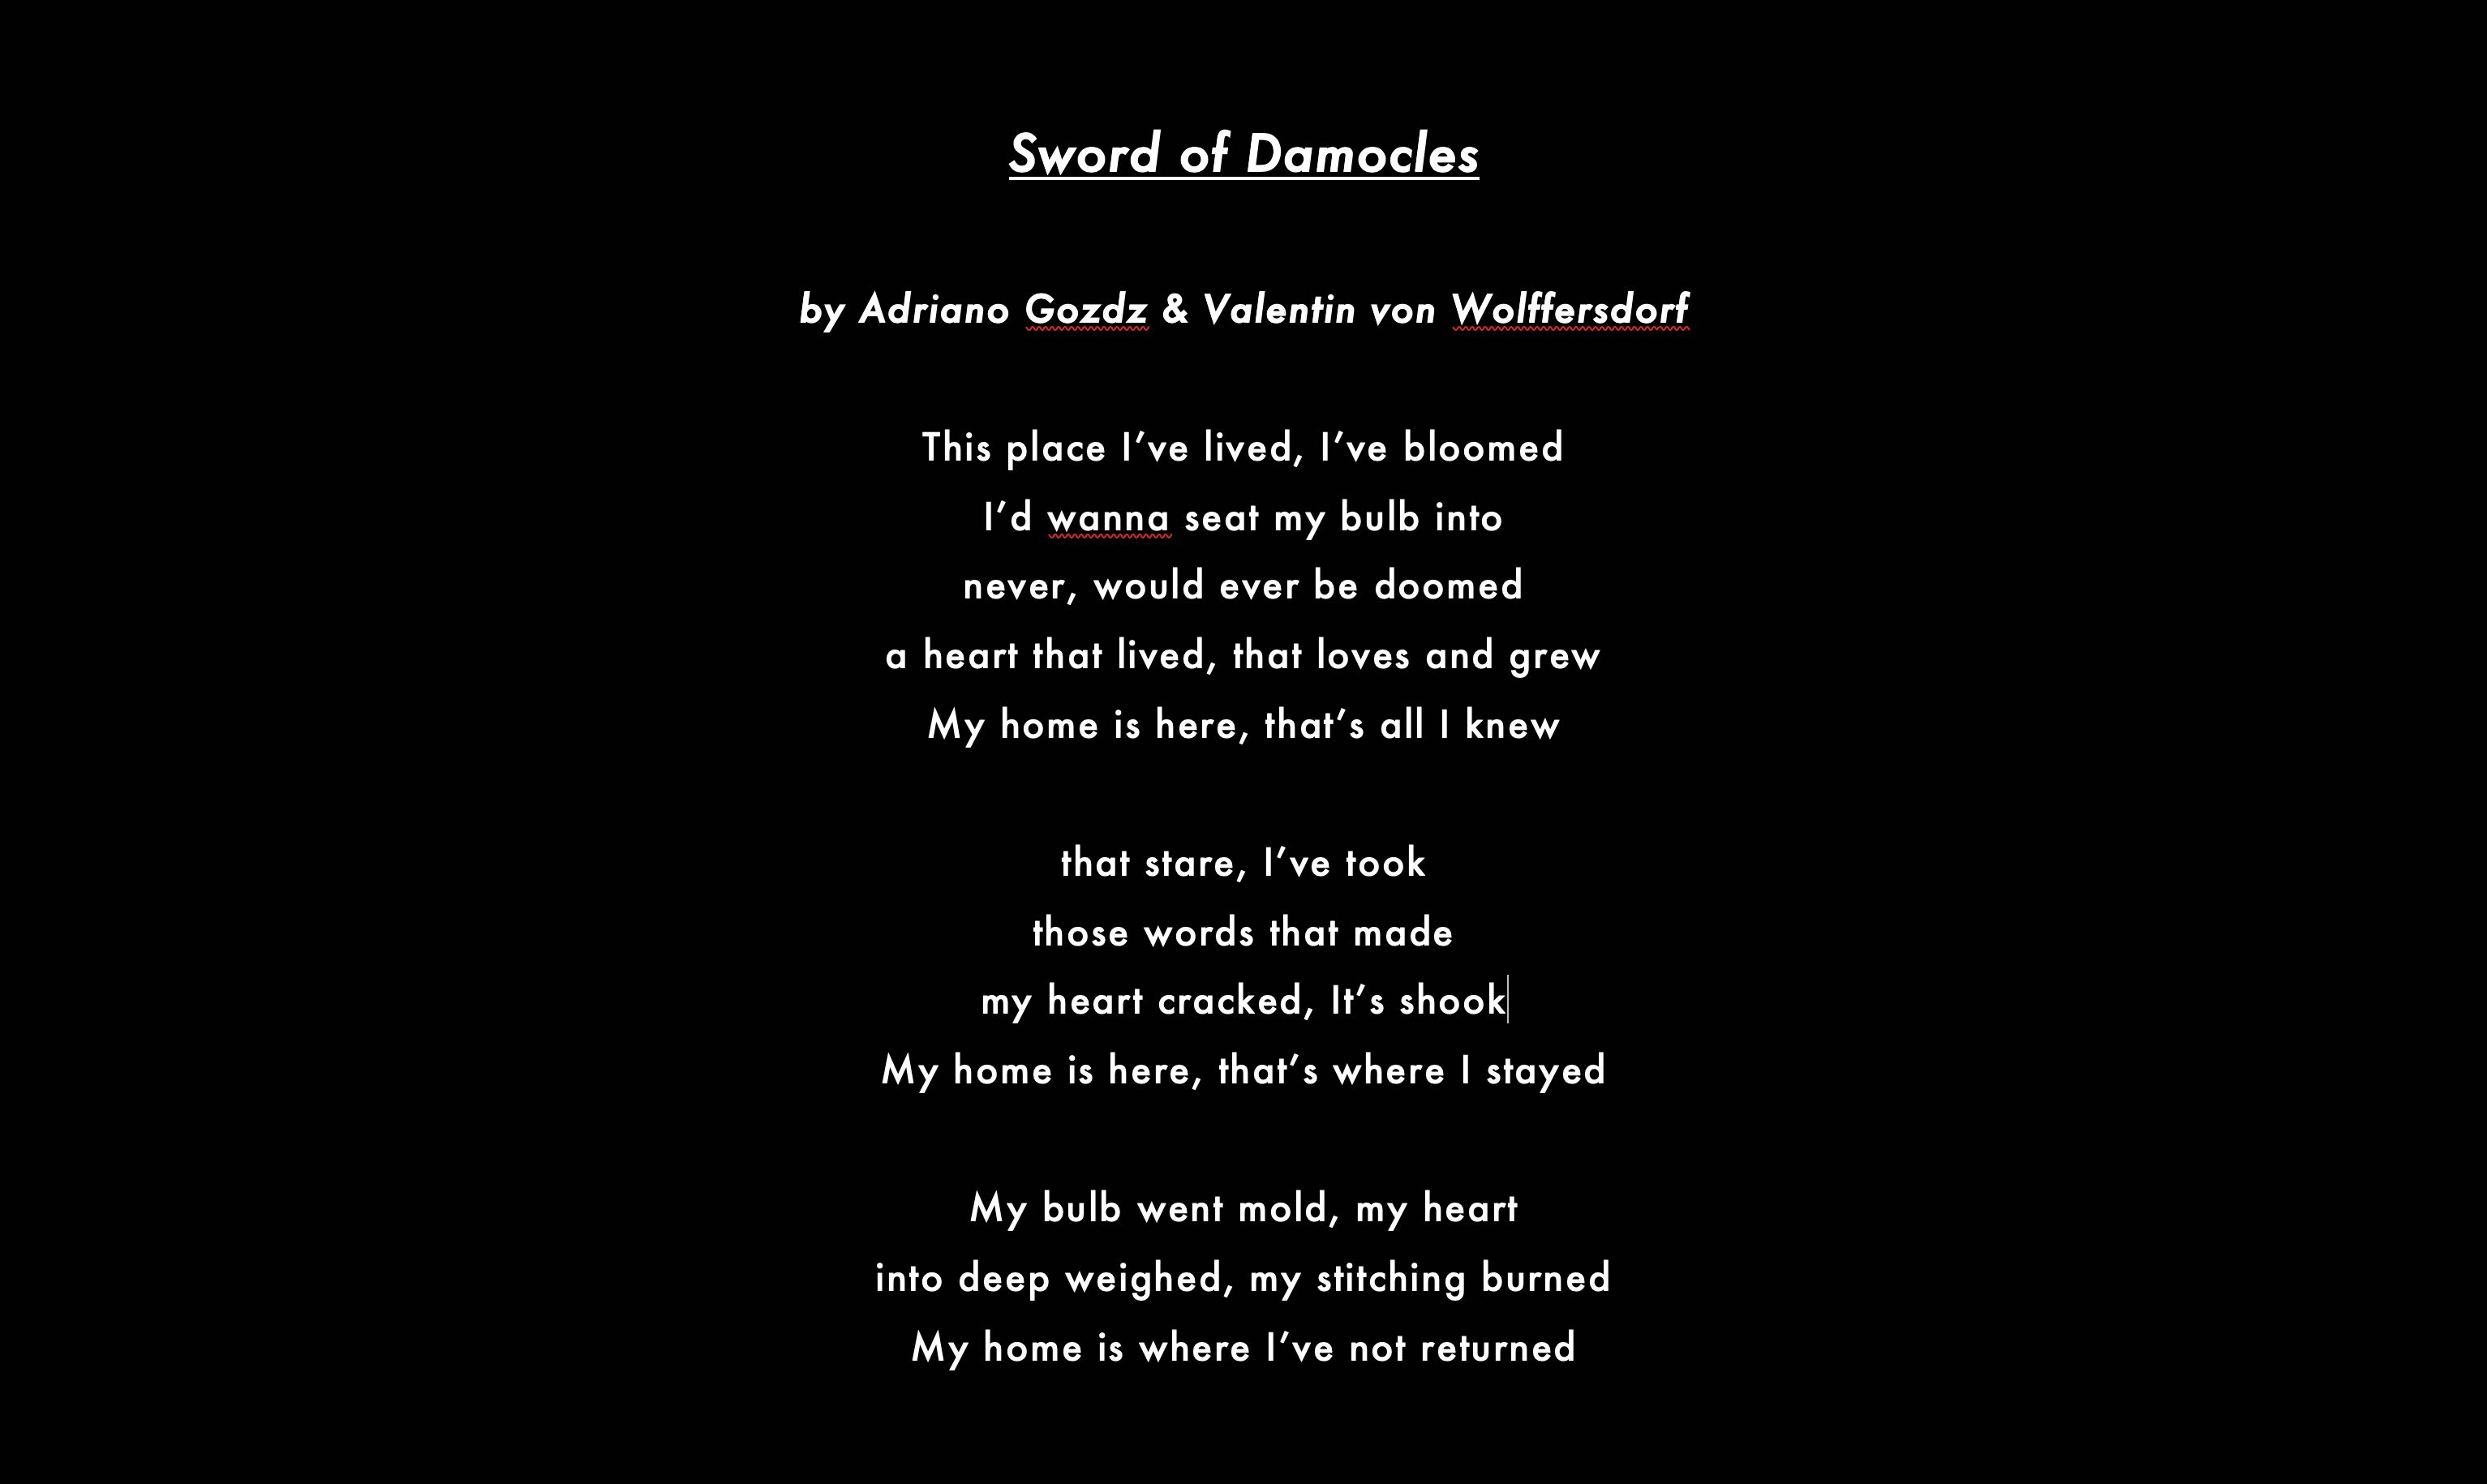 Sword of Damocles
by Adriano Gozdz & Valentin von Wolffersdorf
This place I’ve lived, I’ve bloomed
I’d wanna seat my bulb into
never, would ever be doomed
a heart that lived, that loves and grew
My home is here, that’s all I knew
that stare, I’ve took
those words that made
my heart cracked, It’s shook
My home is here, that’s where I stayed
My bulb went mold, my heart
into deep weighed, my stitching burned
My home is where I’ve not returned